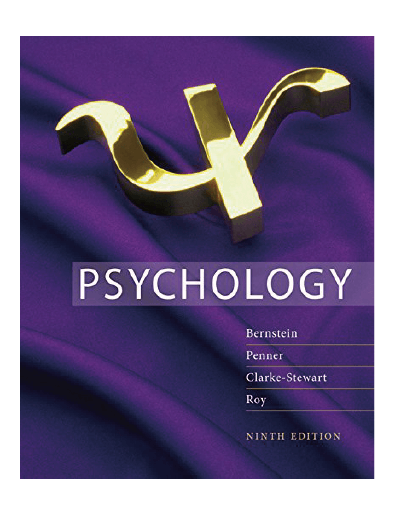 PSYCHOLOGY
Bernstein
Penner
Clarke-Stewart
Roy
NINTH EDITION